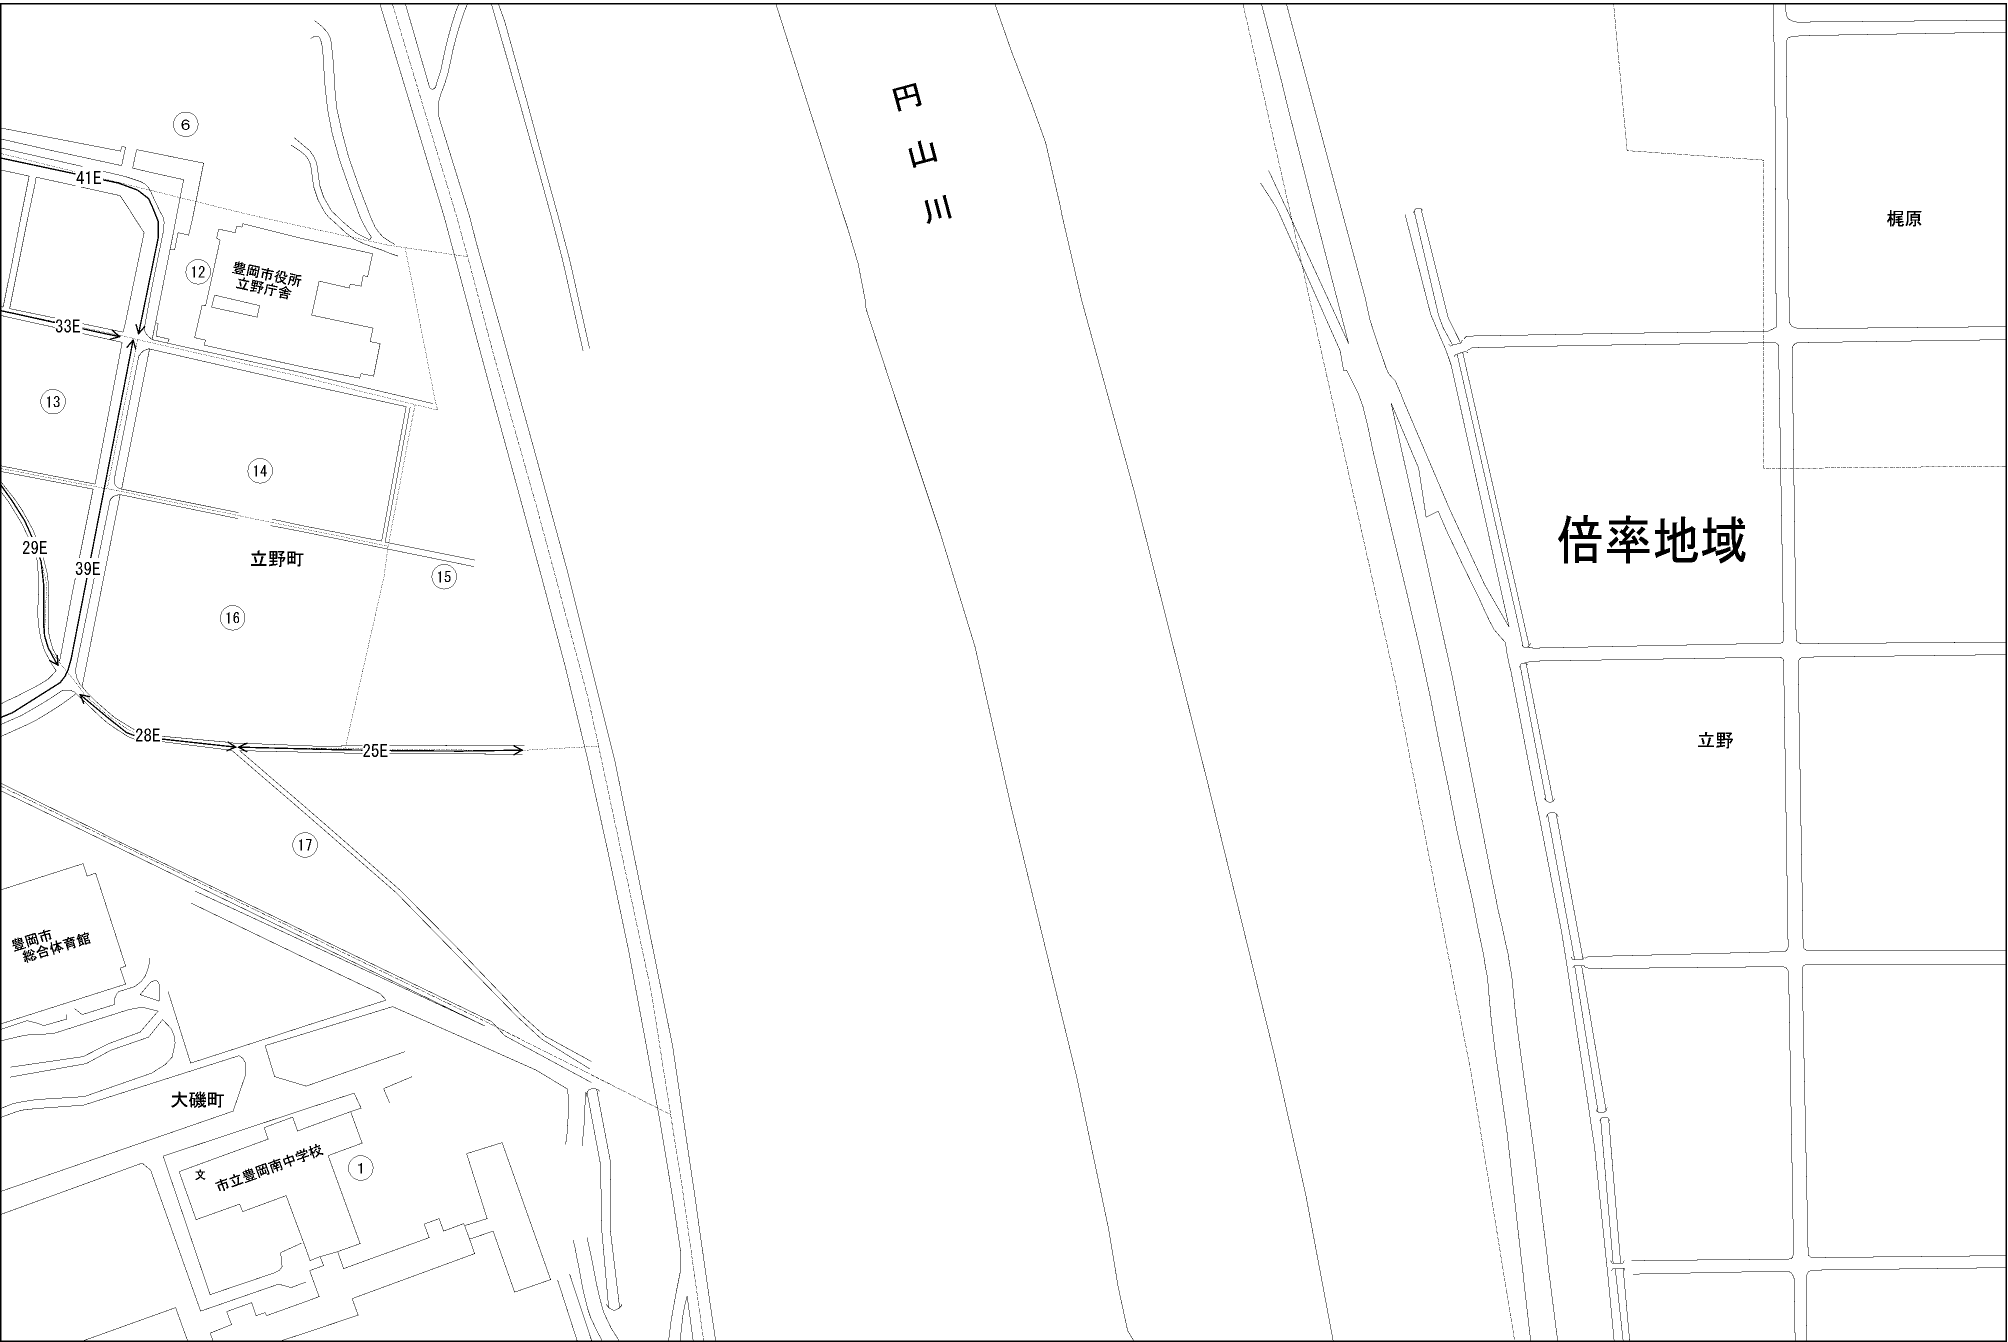 円山川
6
41E
梶原
12
豊岡市役所
立野庁舎
33E
13
14
倍率地域
29E
立野町
39E
15
16
立野
28E
25E
17
豊岡市
総合体育館
大磯町
文
市立豊岡南中学校
1